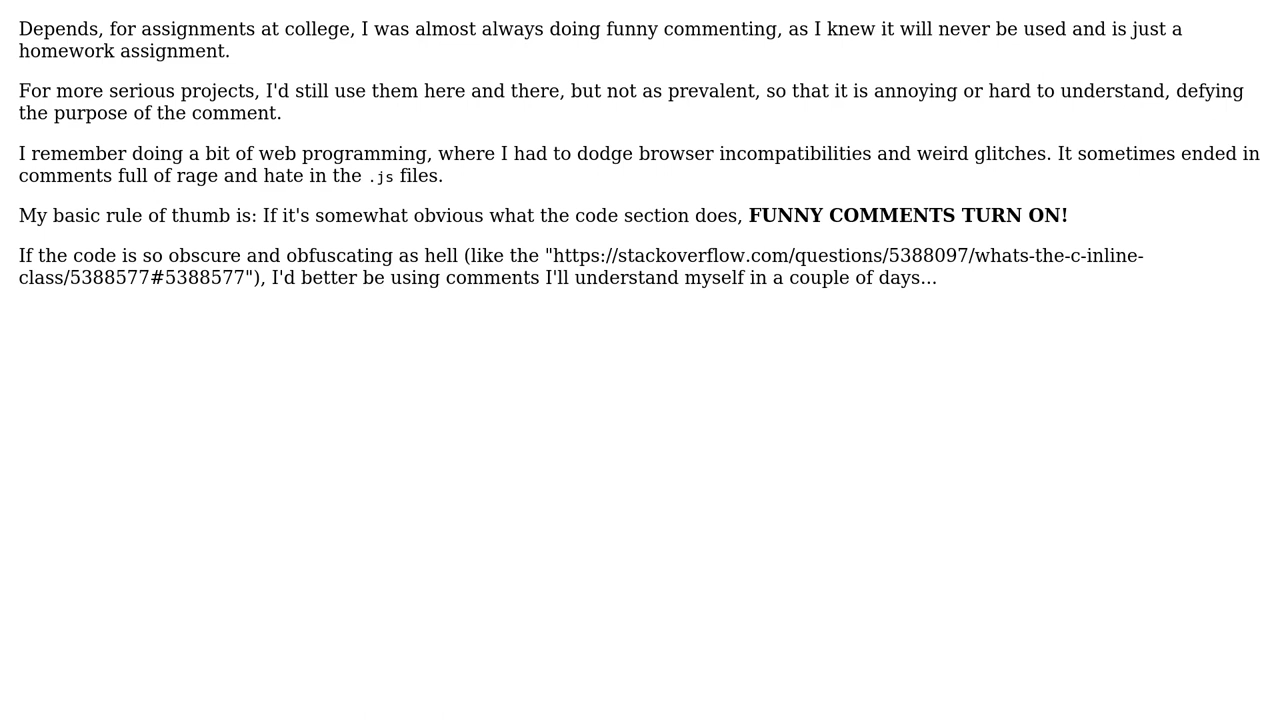 Depends, for assignments at college, I was almost always doing funny commenting, as I knew it will never be used and is just a
homework assignment.
For more serious projects, I'd still use them here and there, but not as prevalent, so that it is annoying or hard to understand, defying
the purpose of the comment.
I remember doing a bit of web programming, where I had to dodge browser incompatibilities and weird glitches. It sometimes ended in
comments full of rage and hate in the .js files.
My basic rule of thumb is: If it's somewhat obvious what the code section does, FUNNY COMMENTS TURN ON!
If the code is so obscure and obfuscating as hell (like the "https://stackoverflow.com/questions/5388097/whats-the-c-inline-
class/5388577#5388577"), I'd better be using comments I'll understand myself in a couple of days...